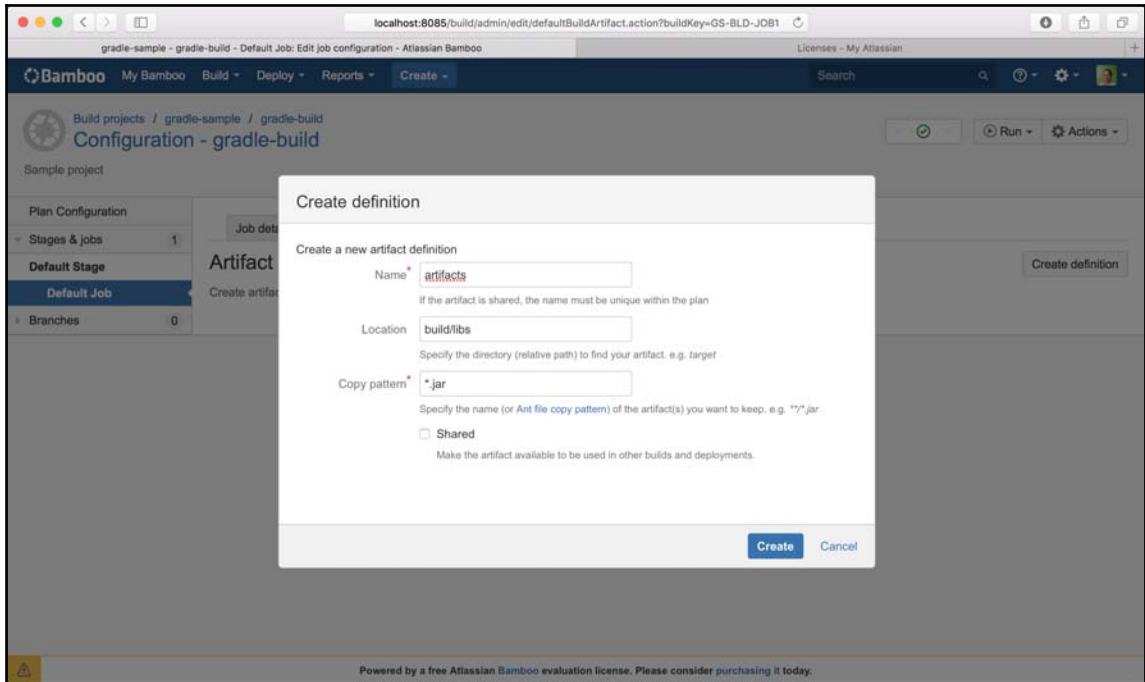 localhost:8085/build/admin/edit/defaultBuildArtifact.action?buildKey=GS-BLD-JOB1
gradle-sample - gradle-build - Default Job: Edit job configuration - Atlassian Bamboo
Licenses - My Atlassian
Bamboo My Bamboo Build Deploy Reports Create Search
Build projects / gradle-sample / gradle-build
Configuration - gradle-build
Run Actions
Sample project
Plan Configuration
Stages & jobs 1
Default Stage
Default Job
Branches 0
Job deta
Artifact
Create definition
Create artifac
Create definition
Create a new artifact definition
Name* artifacts
If the artifact is shared, the name must be unique within the plan
Location build/libs
Specify the directory (relative path) to find your artifact. e.g. target
Copy pattern* *.jar
Specify the name (or Ant file copy pattern) of the artifact(s) you want to keep. e.g. **/*.jar
Shared
Make the artifact available to be used in other builds and deployments.
Create Cancel
Powered by a free Atlassian Bamboo evaluation license. Please consider purchasing it today.